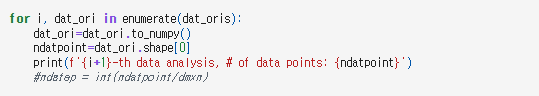 for i, dat_ori in enumerate(dat_oris):
    dat_ori=dat_ori.to_numpy()
    ndatpoint=dat_ori.shape[0]
    print(f'{i+1}-th data analysis, # of data points: {ndatpoint}')
    #ndstep = int(ndatpoint/dmxn)